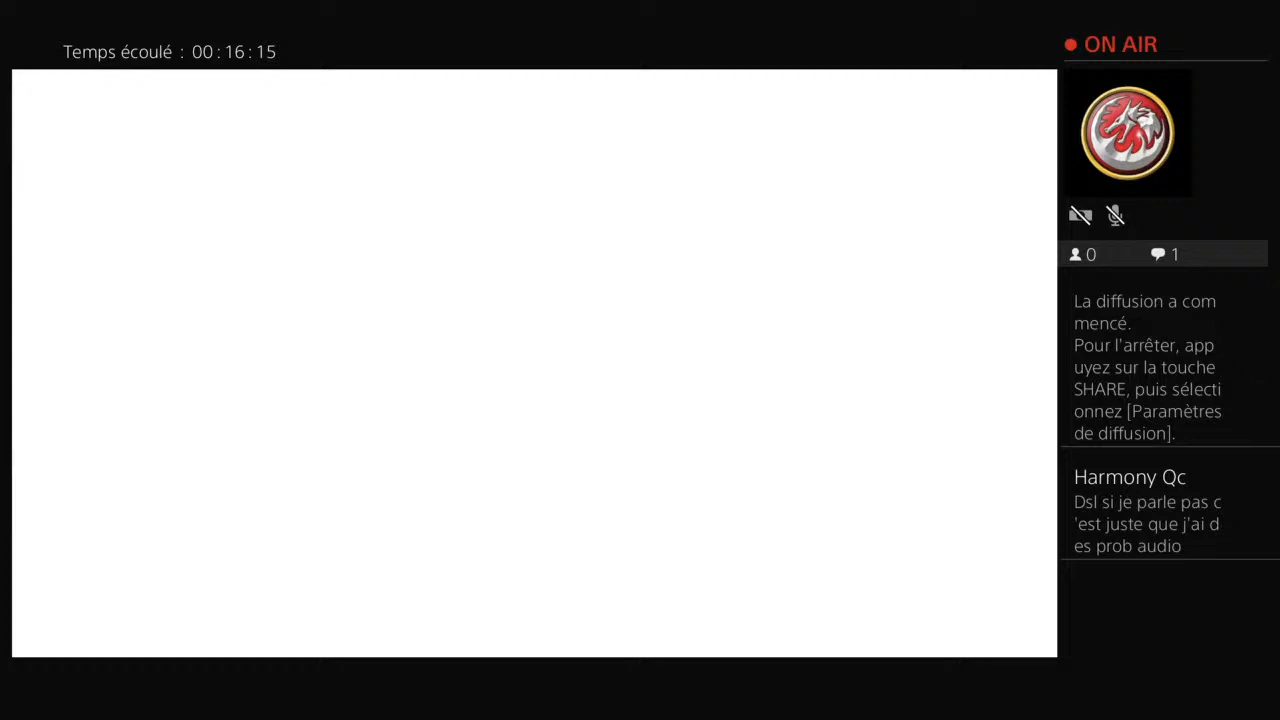 Temps écoulé : 00:16:15
ON AIR
0
1
La diffusion a com
mencé.
Pour l'arrêter, app
uyez sur la touche
SHARE, puis sélecti
onnez [Paramètres
de diffusion].
Harmony Qc
Dsl si je parle pas c
'est juste que j'ai d
es prob audio